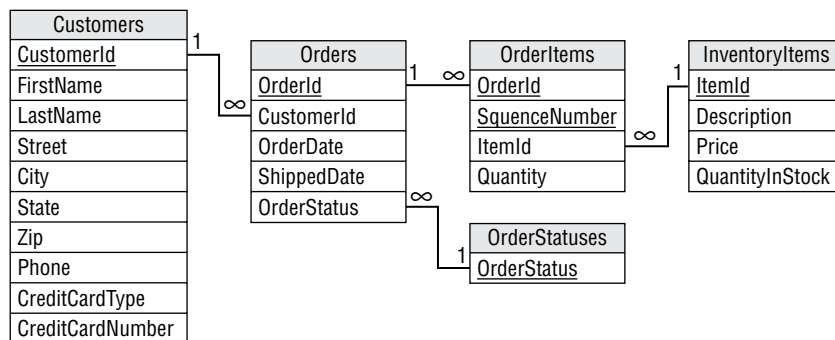 Customers
CustomerId
FirstName
LastName
Street
City
State
Zip
Phone
CreditCardType
CreditCardNumber
1
∞
Orders
OrderId
CustomerId
OrderDate
ShippedDate
OrderStatus
1
∞
∞
1
OrderItems
OrderId
SquenceNumber
ItemId
Quantity
OrderStatuses
OrderStatus
1
∞
InventoryItems
ItemId
Description
Price
QuantityInStock